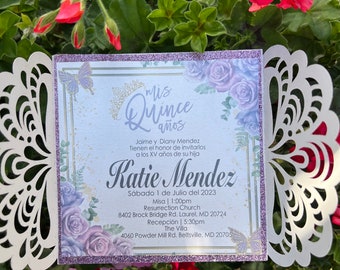 mis
Quince
años
Jaime y Diany Mendez
Tienen el honor de invitarlos
a los XV años de su hija
Katie Mendez
Sábado 1 de Julio del 2023
Misa | 1:00pm
Resurrection Church
8402 Brock Bridge Rd. Laurel, MD 20724
Recepción | 5:30pm
The Villa
4060 Powder Mill Rd. Beltsville, MD 20705